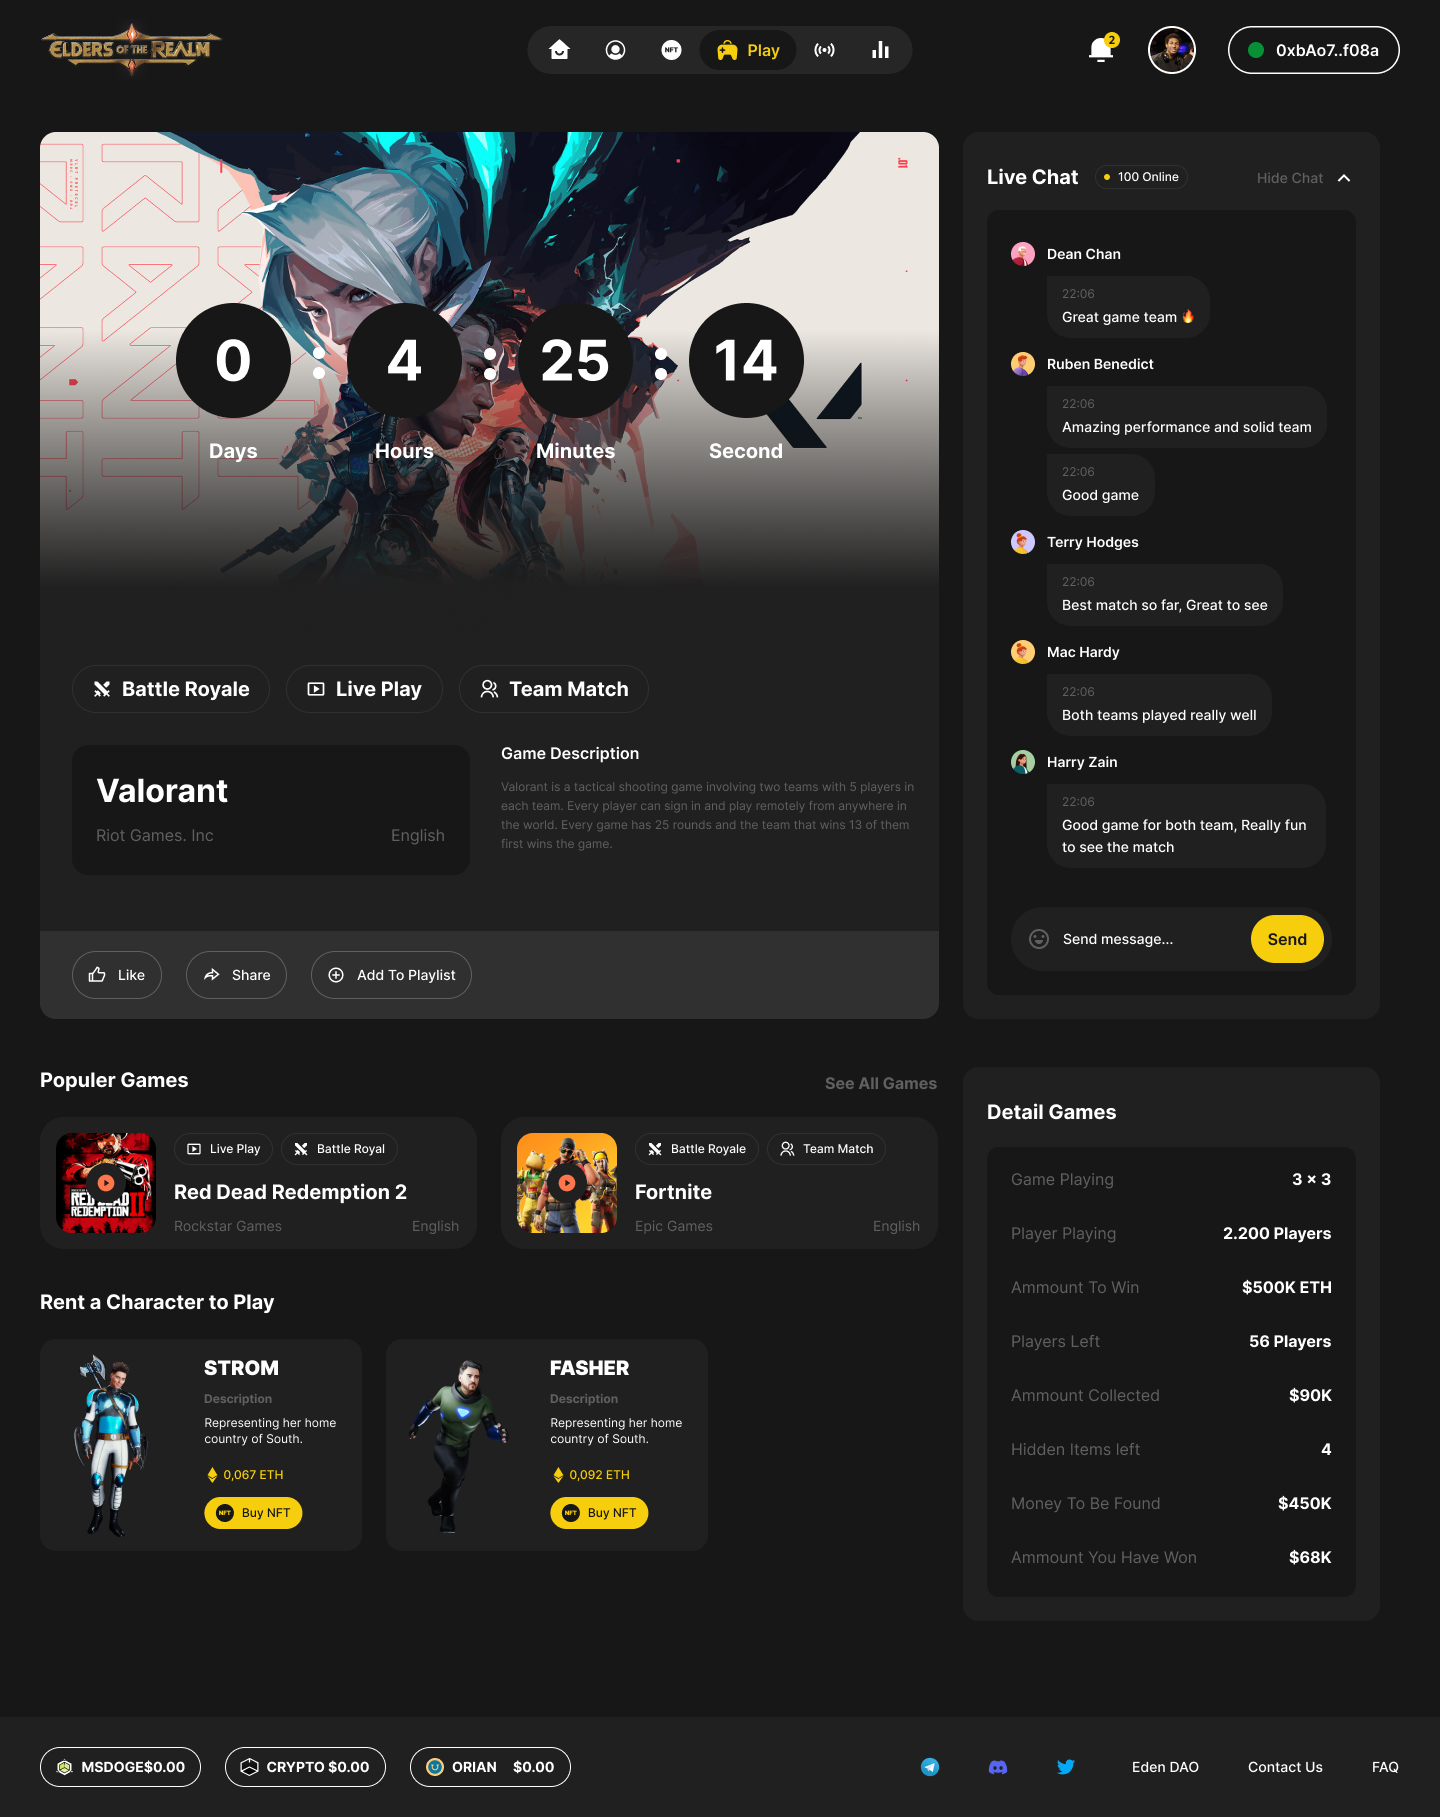 ELDERS OF THE REALM
NFT
Play
2
0xbAo7..f08a
0 : 4 : 25 : 14
Days Hours Minutes Second
Battle Royale
Live Play
Team Match
Valorant
Riot Games. Inc English
Game Description
Valorant is a tactical shooting game involving two teams with 5 players in
each team. Every player can sign in and play remotely from anywhere in
the world. Every game has 25 rounds and the team that wins 13 of them
first wins the game.
Like
Share
Add To Playlist
Live Chat
100 Online
Hide Chat
Dean Chan
22:06
Great game team 🔥
Ruben Benedict
22:06
Amazing performance and solid team
22:06
Good game
Terry Hodges
22:06
Best match so far, Great to see
Mac Hardy
22:06
Both teams played really well
Harry Zain
22:06
Good game for both team, Really fun
to see the match
Send message...
Send
Populer Games
See All Games
RED DEAD
REDEMPTION II
Live Play
Battle Royal
Red Dead Redemption 2
Rockstar Games English
Battle Royale
Team Match
Fortnite
Epic Games English
Rent a Character to Play
STROM
Description
Representing her home
country of South.
0,067 ETH
NFT Buy NFT
FASHER
Description
Representing her home
country of South.
0,092 ETH
NFT Buy NFT
Detail Games
Game Playing 3 × 3
Player Playing 2.200 Players
Ammount To Win $500K ETH
Players Left 56 Players
Ammount Collected $90K
Hidden Items left 4
Money To Be Found $450K
Ammount You Have Won $68K
MSDOGE$0.00
CRYPTO $0.00
ORIAN $0.00
Eden DAO
Contact Us
FAQ